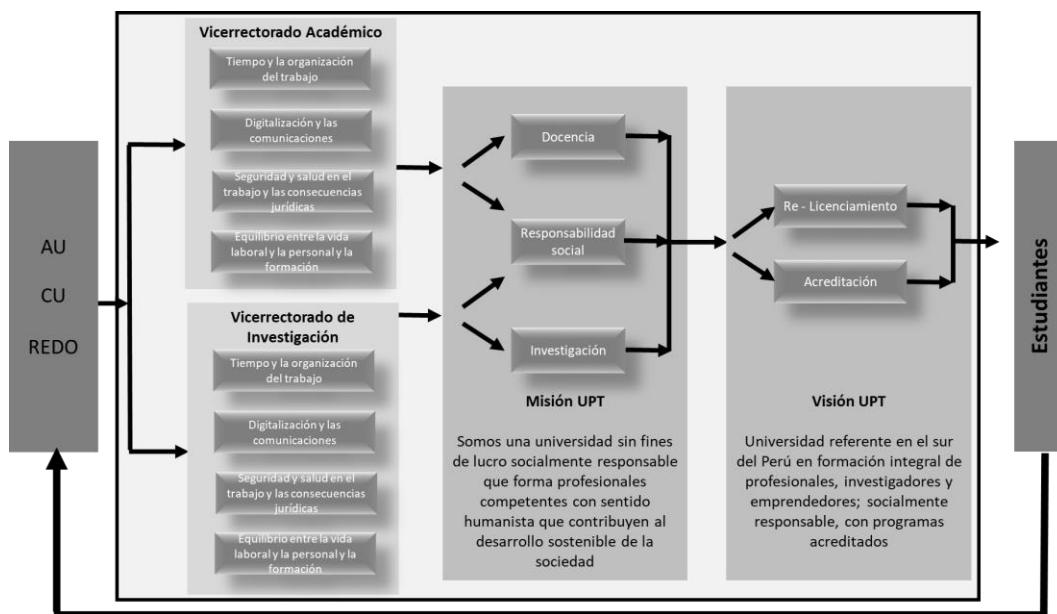 AU
CU
REDO
Vicerrectorado Académico
Tiempo y la organización
del trabajo
Digitalización y las
comunicaciones
Seguridad y salud en el
trabajo y las consecuencias
jurídicas
Equilibrio entre la vida
laboral y la personal y la
formación
Vicerrectorado de
Investigación
Tiempo y la organización
del trabajo
Digitalización y las
comunicaciones
Seguridad y salud en el
trabajo y las consecuencias
jurídicas
Equilibrio entre la vida
laboral y la personal y la
formación
Docencia
Responsabilidad
social
Investigación
Misión UPT
Somos una universidad sin fines
de lucro socialmente responsable
que forma profesionales
competentes con sentido
humanista que contribuyen al
desarrollo sostenible de la
sociedad
Re - Licenciamiento
Acreditación
Visión UPT
Universidad referente en el sur
del Perú en formación integral de
profesionales, investigadores y
emprendedores; socialmente
responsable, con programas
acreditados
Estudiantes